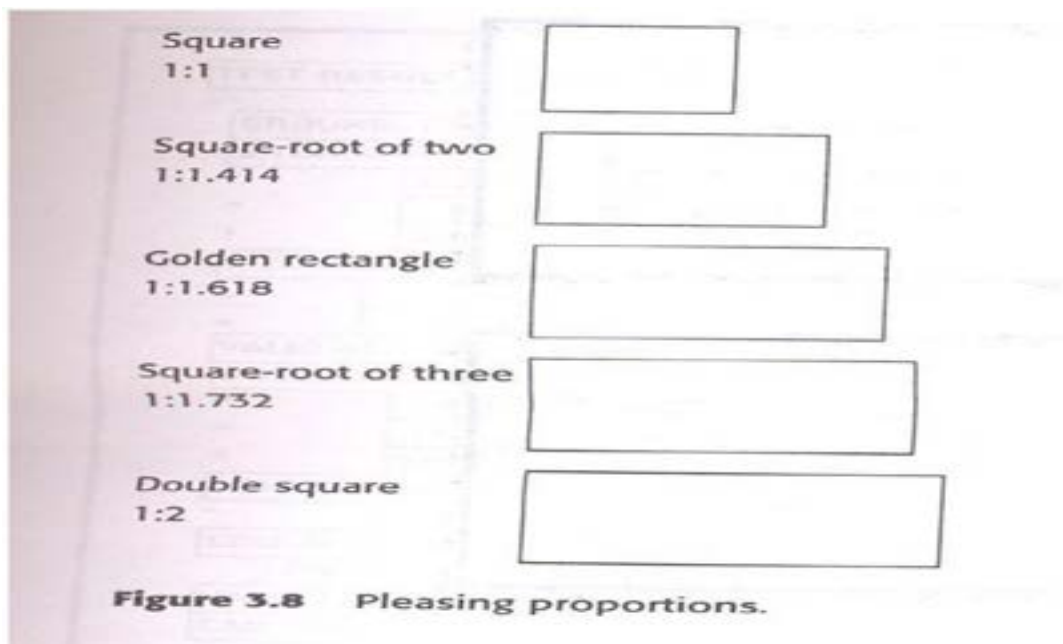 Square
1:1
Square-root of two
1:1.414
Golden rectangle
1:1.618
Square-root of three
1:1.732
Double square
1:2
Figure 3.8 Pleasing proportions.